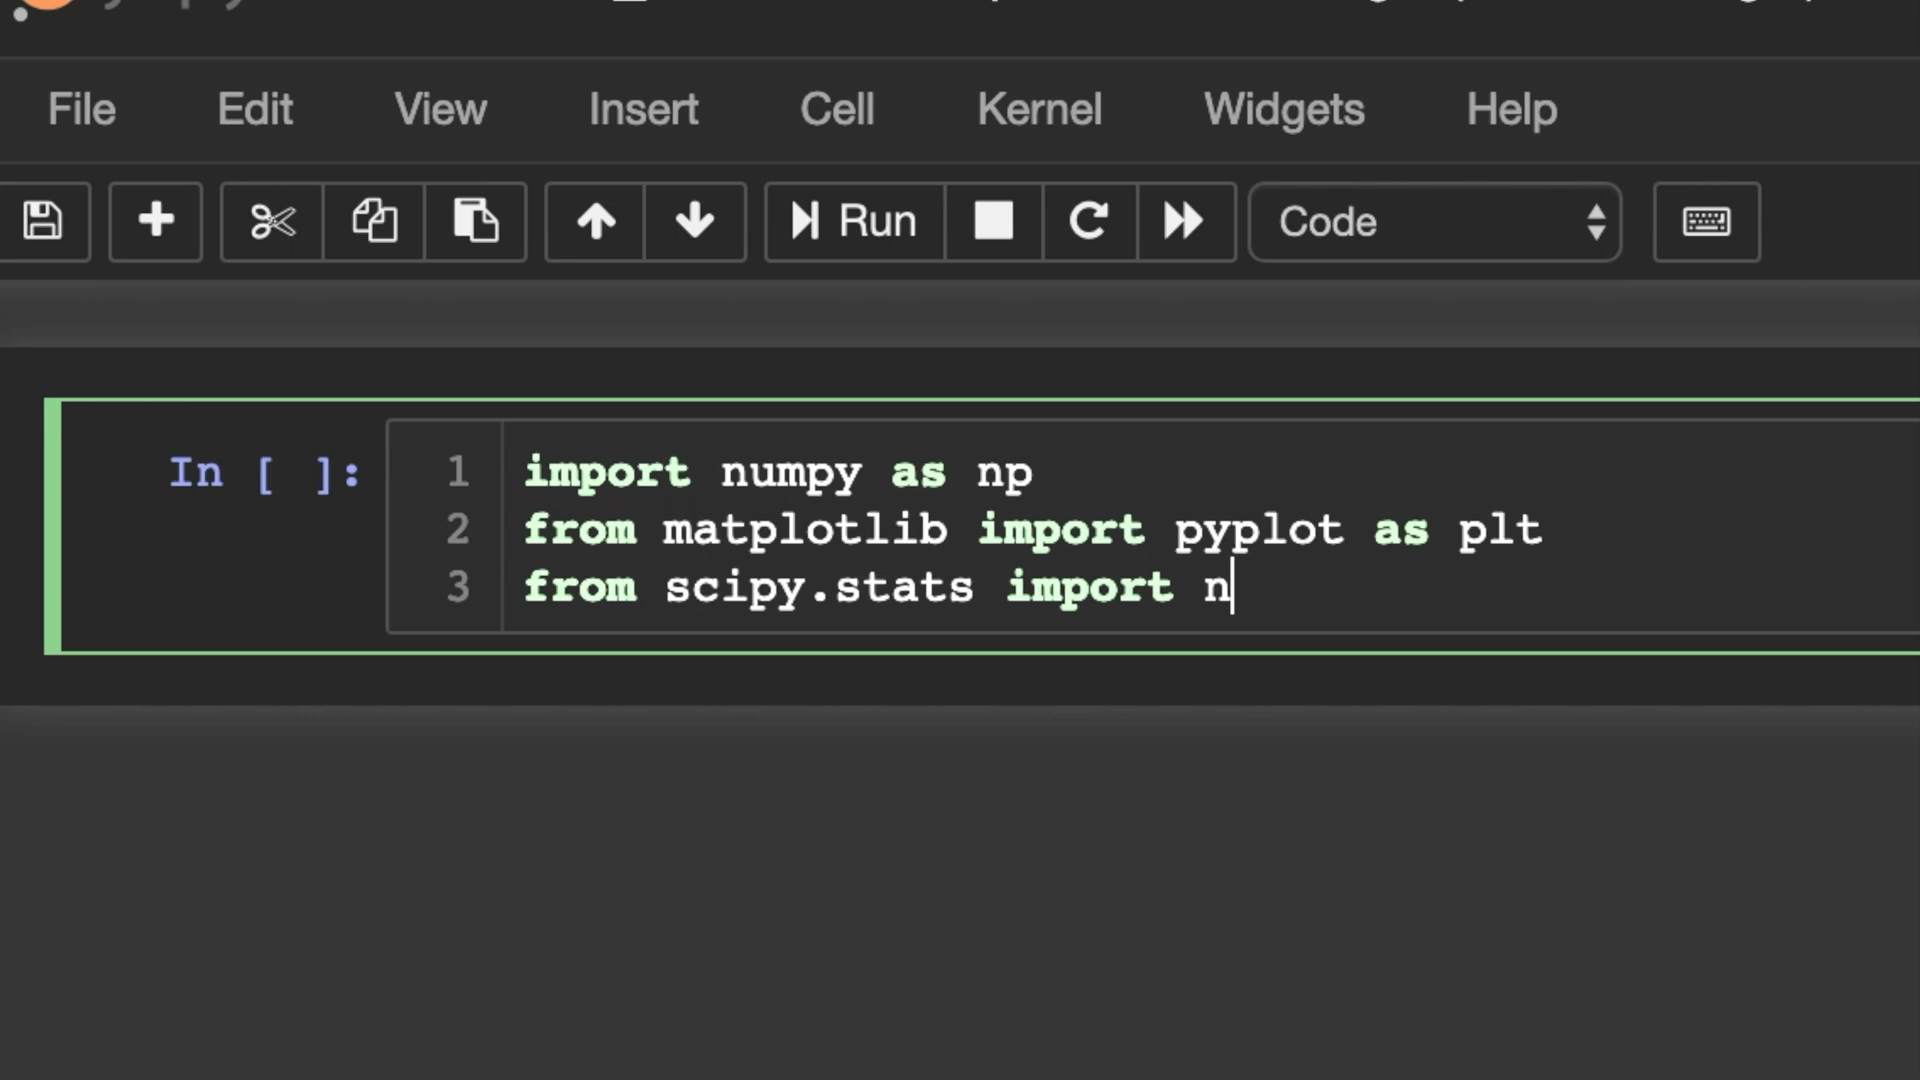 File Edit View Insert Cell Kernel Widgets Help
Run Code
In [ ]:
1 import numpy as np
2 from matplotlib import pyplot as plt
3 from scipy.stats import n